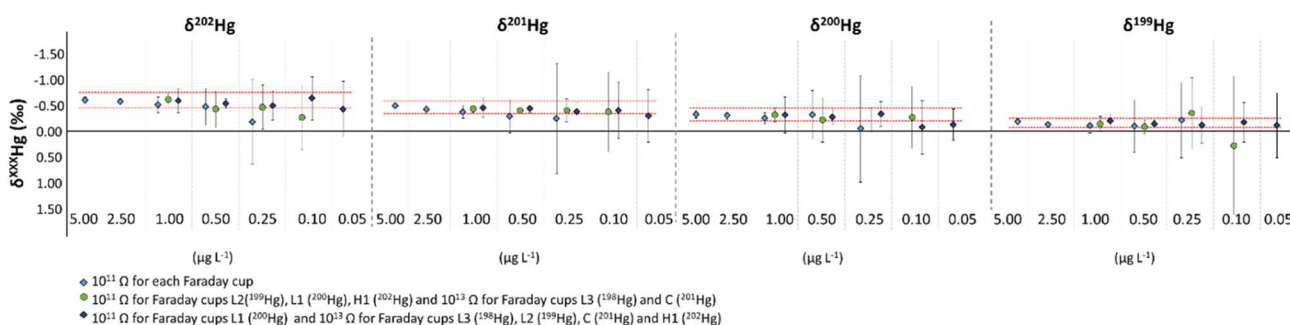 δ²⁰²Hg δ²⁰¹Hg δ²⁰⁰Hg δ¹⁹⁹Hg
-1.50
-1.00
-0.50
0.00
0.50
1.00
1.50
δˣˣˣHg (‰)
5.00 2.50 1.00 0.50 0.25 0.10 0.05 5.00 2.50 1.00 0.50 0.25 0.10 0.05 5.00 2.50 1.00 0.50 0.25 0.10 0.05 5.00 2.50 1.00 0.50 0.25 0.10 0.05
(µg L⁻¹) (µg L⁻¹) (µg L⁻¹) (µg L⁻¹)
10¹¹ Ω for each Faraday cup
10¹¹ Ω for Faraday cups L2(¹⁹⁹Hg), L1 (²⁰⁰Hg), H1 (²⁰²Hg) and 10¹³ Ω for Faraday cups L3 (¹⁹⁸Hg) and C (²⁰¹Hg)
10¹¹ Ω for Faraday cups L1 (²⁰⁰Hg) and 10¹³ Ω for Faraday cups L3 (¹⁹⁸Hg), L2 (¹⁹⁹Hg), C (²⁰¹Hg) and H1 (²⁰²Hg)